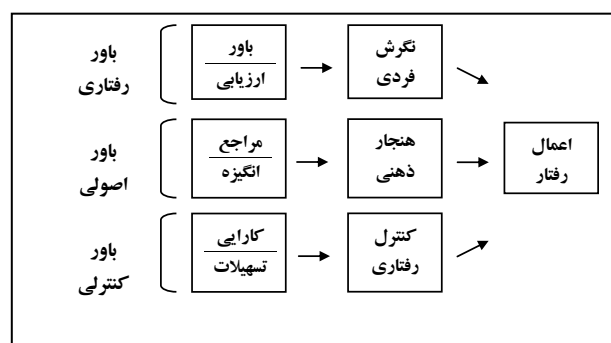 باور
رفتاری
باور
ارزیابی
نگرش
فردی
باور
اصولی
مراجع
انگیزه
هنجار
ذهنی
اعمال
رفتار
باور
کنترلی
کارایی
تسهیلات
کنترل
رفتاری